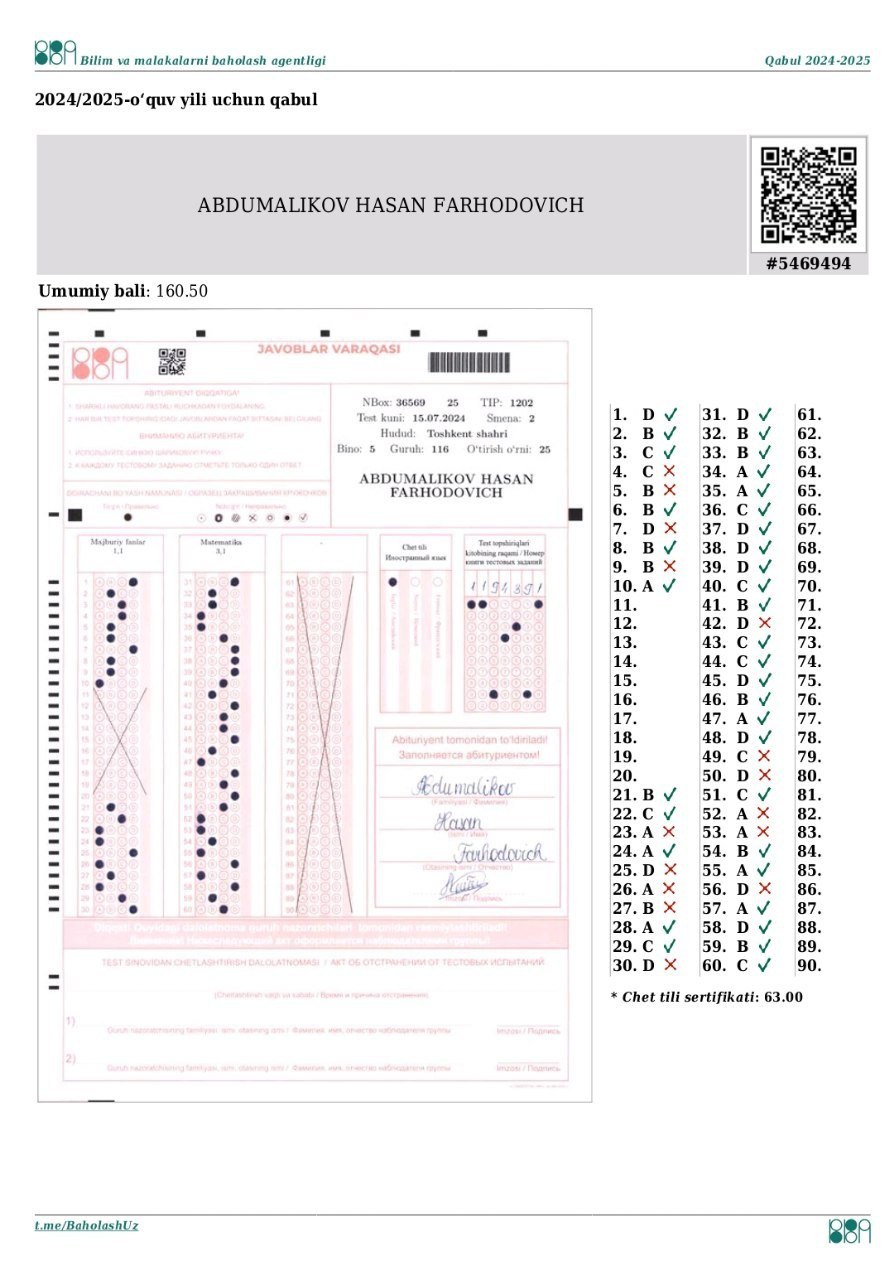 Bilim va malakalarni baholash agentligi
Qabul 2024-2025
2024/2025-o‘quv yili uchun qabul
ABDUMALIKOV HASAN FARHODOVICH
#5469494
Umumiy bali: 160.50
JAVOBLAR VARAQASI
ABITURIYENT DIQQATIGA!
ВНИМАНИЮ АБИТУРИЕНТА!
NBox: 36569 25 TIP: 1202
Test kuni: 15.07.2024 Smena: 2
Hudud: Toshkent shahri
Bino: 5 Guruh: 116 O'tirish o'rni: 25
ABDUMALIKOV HASAN
FARHODOVICH
Majburiy fanlar
1,1
Matematika
3,1
-
Chet tili
Иностранный язык
Test topshiriqlari
kitobining raqami / Номер
книги тестовых заданий
Abituriyent tomonidan to'ldiriladi!
Заполняется абитуриентом!
Abdumalikov
(Familiyasi / Фамилия)
Hasan
(Ismi / Имя)
Farhodovich
(Otasining ismi / Отчество)
(Imzosi / Подпись)
TEST SINOVIDAN CHETLASHTIRISH DALOLATNOMASI / АКТ ОБ ОТСТРАНЕНИИ ОТ ТЕСТОВЫХ ИСПЫТАНИЙ
(Chetlashtirish vaqti va sababi / Время и причина отстранения)
1)
Guruh nazoratchisining familiyasi, ismi, otasining ismi / Фамилия, имя, отчество наблюдателя группы
Imzosi / Подпись
2)
Guruh nazoratchisining familiyasi, ismi, otasining ismi / Фамилия, имя, отчество наблюдателя группы
Imzosi / Подпись
1. D ✓ 31. D ✓ 61.
2. B ✓ 32. B ✓ 62.
3. C ✓ 33. B ✓ 63.
4. C ✕ 34. A ✓ 64.
5. B ✕ 35. A ✓ 65.
6. B ✓ 36. C ✓ 66.
7. D ✕ 37. D ✓ 67.
8. B ✓ 38. D ✓ 68.
9. B ✕ 39. D ✓ 69.
10. A ✓ 40. C ✓ 70.
11. 41. B ✓ 71.
12. 42. D ✕ 72.
13. 43. C ✓ 73.
14. 44. C ✓ 74.
15. 45. D ✓ 75.
16. 46. B ✓ 76.
17. 47. A ✓ 77.
18. 48. D ✓ 78.
19. 49. C ✕ 79.
20. 50. D ✕ 80.
21. B ✓ 51. C ✓ 81.
22. C ✓ 52. A ✕ 82.
23. A ✕ 53. A ✕ 83.
24. A ✓ 54. B ✓ 84.
25. D ✕ 55. A ✓ 85.
26. A ✕ 56. D ✕ 86.
27. B ✕ 57. A ✓ 87.
28. A ✓ 58. D ✓ 88.
29. C ✓ 59. B ✓ 89.
30. D ✕ 60. C ✓ 90.
* Chet tili sertifikati: 63.00
t.me/BaholashUz